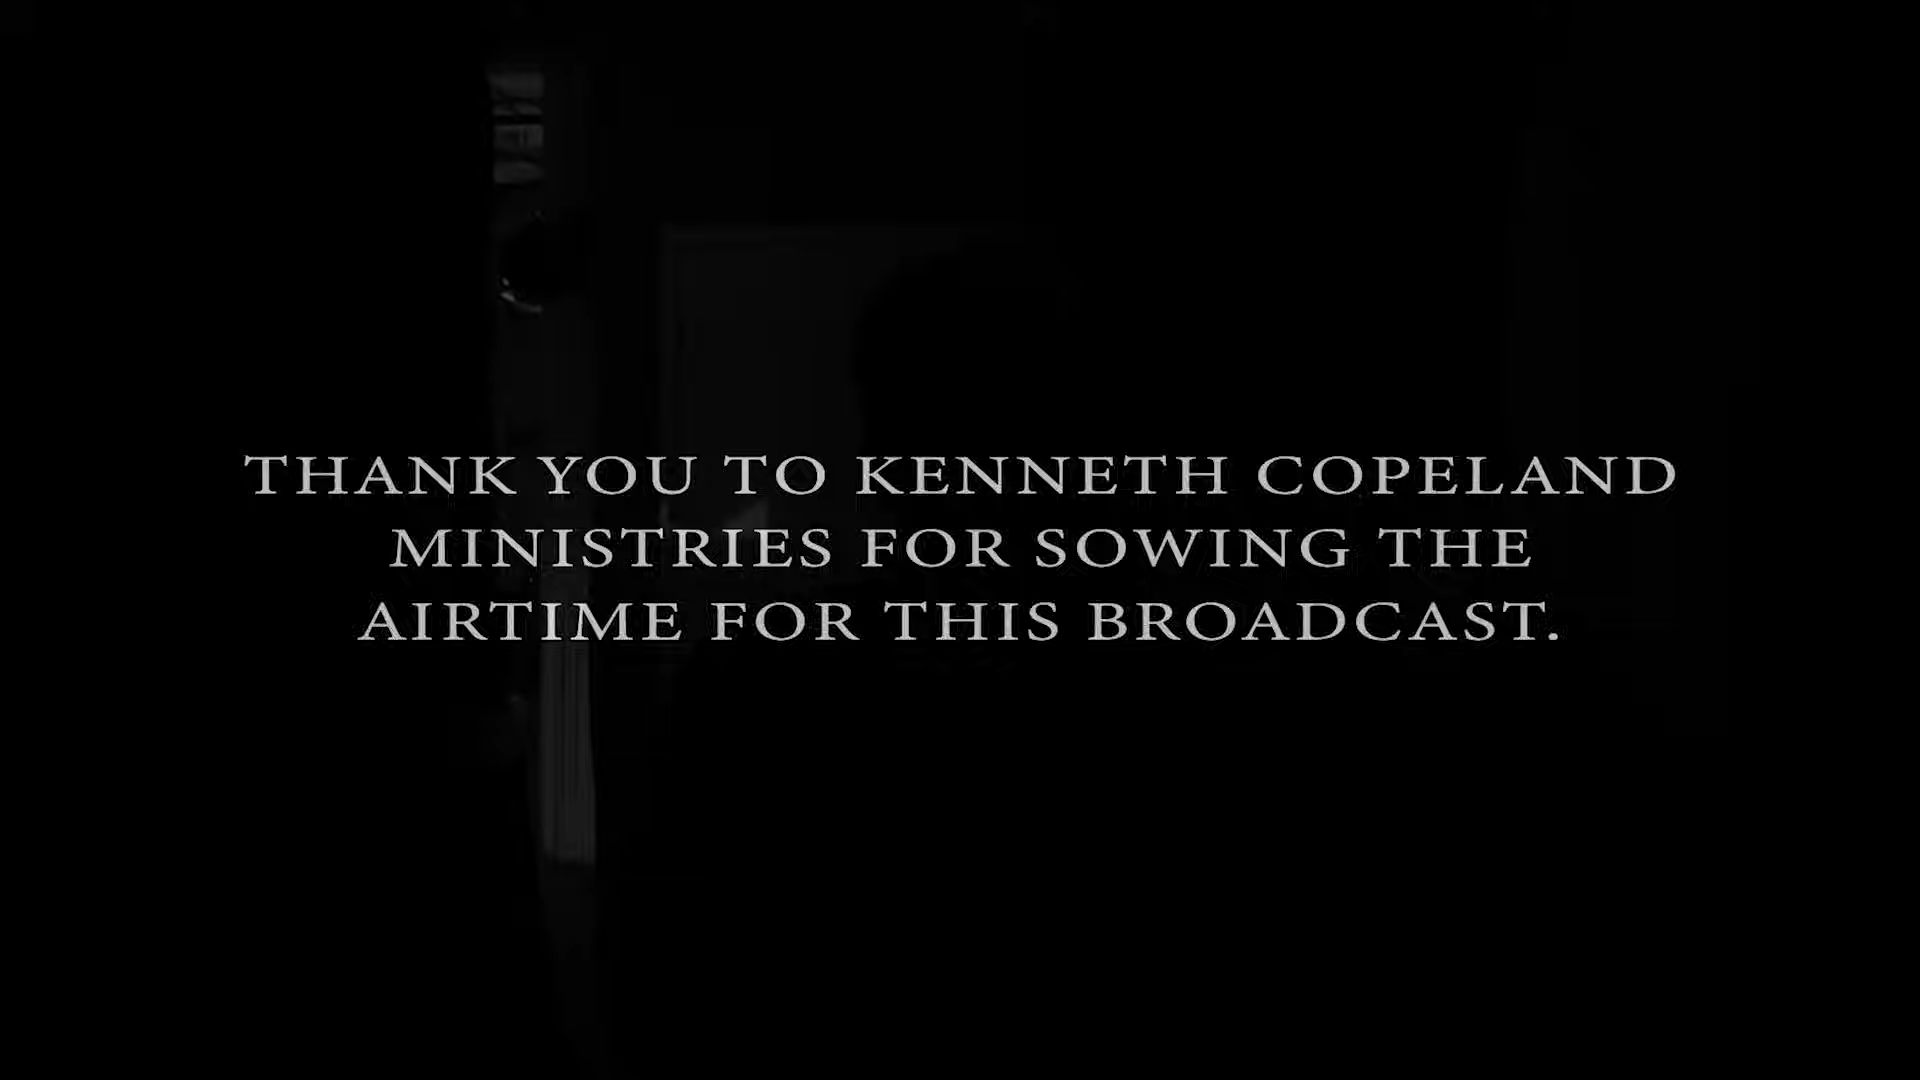 THANK YOU TO KENNETH COPELAND
MINISTRIES FOR SOWING THE
AIRTIME FOR THIS BROADCAST.